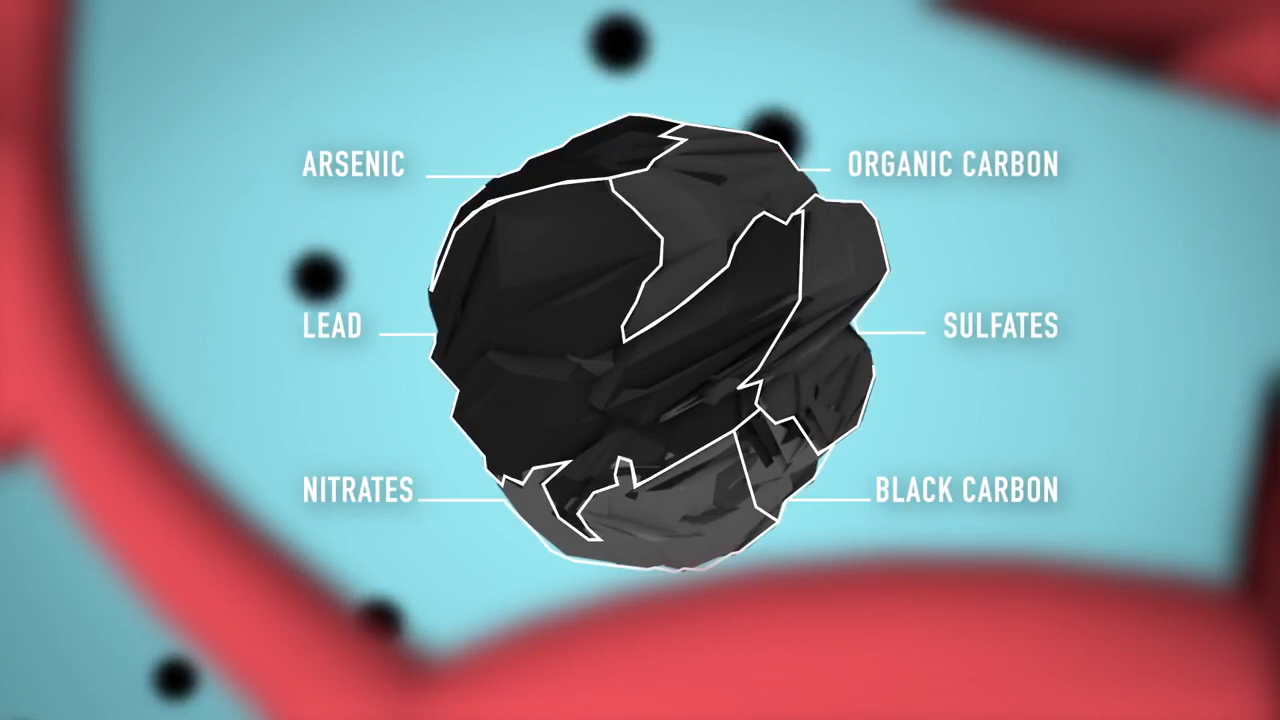 ARSENIC
ORGANIC CARBON
LEAD
SULFATES
NITRATES
BLACK CARBON